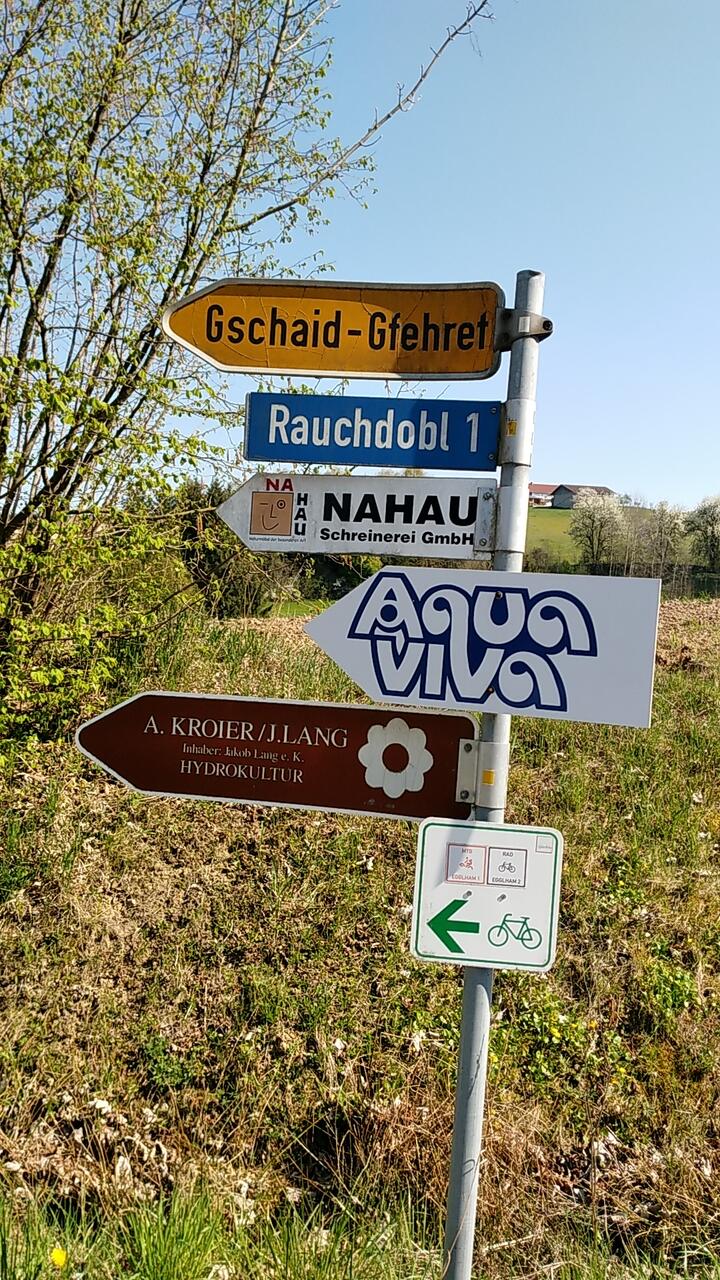 Gschaid-Gfehret
Rauchdobl 1
NA
HAU
NAHAU
Schreinerei GmbH
AQUA
VIVA
A. KROIER/J.LANG
Inhaber: Jakob Lang e. K.
HYDROKULTUR
MTB RAD
EGGLHAM 1 EGGLHAM 2